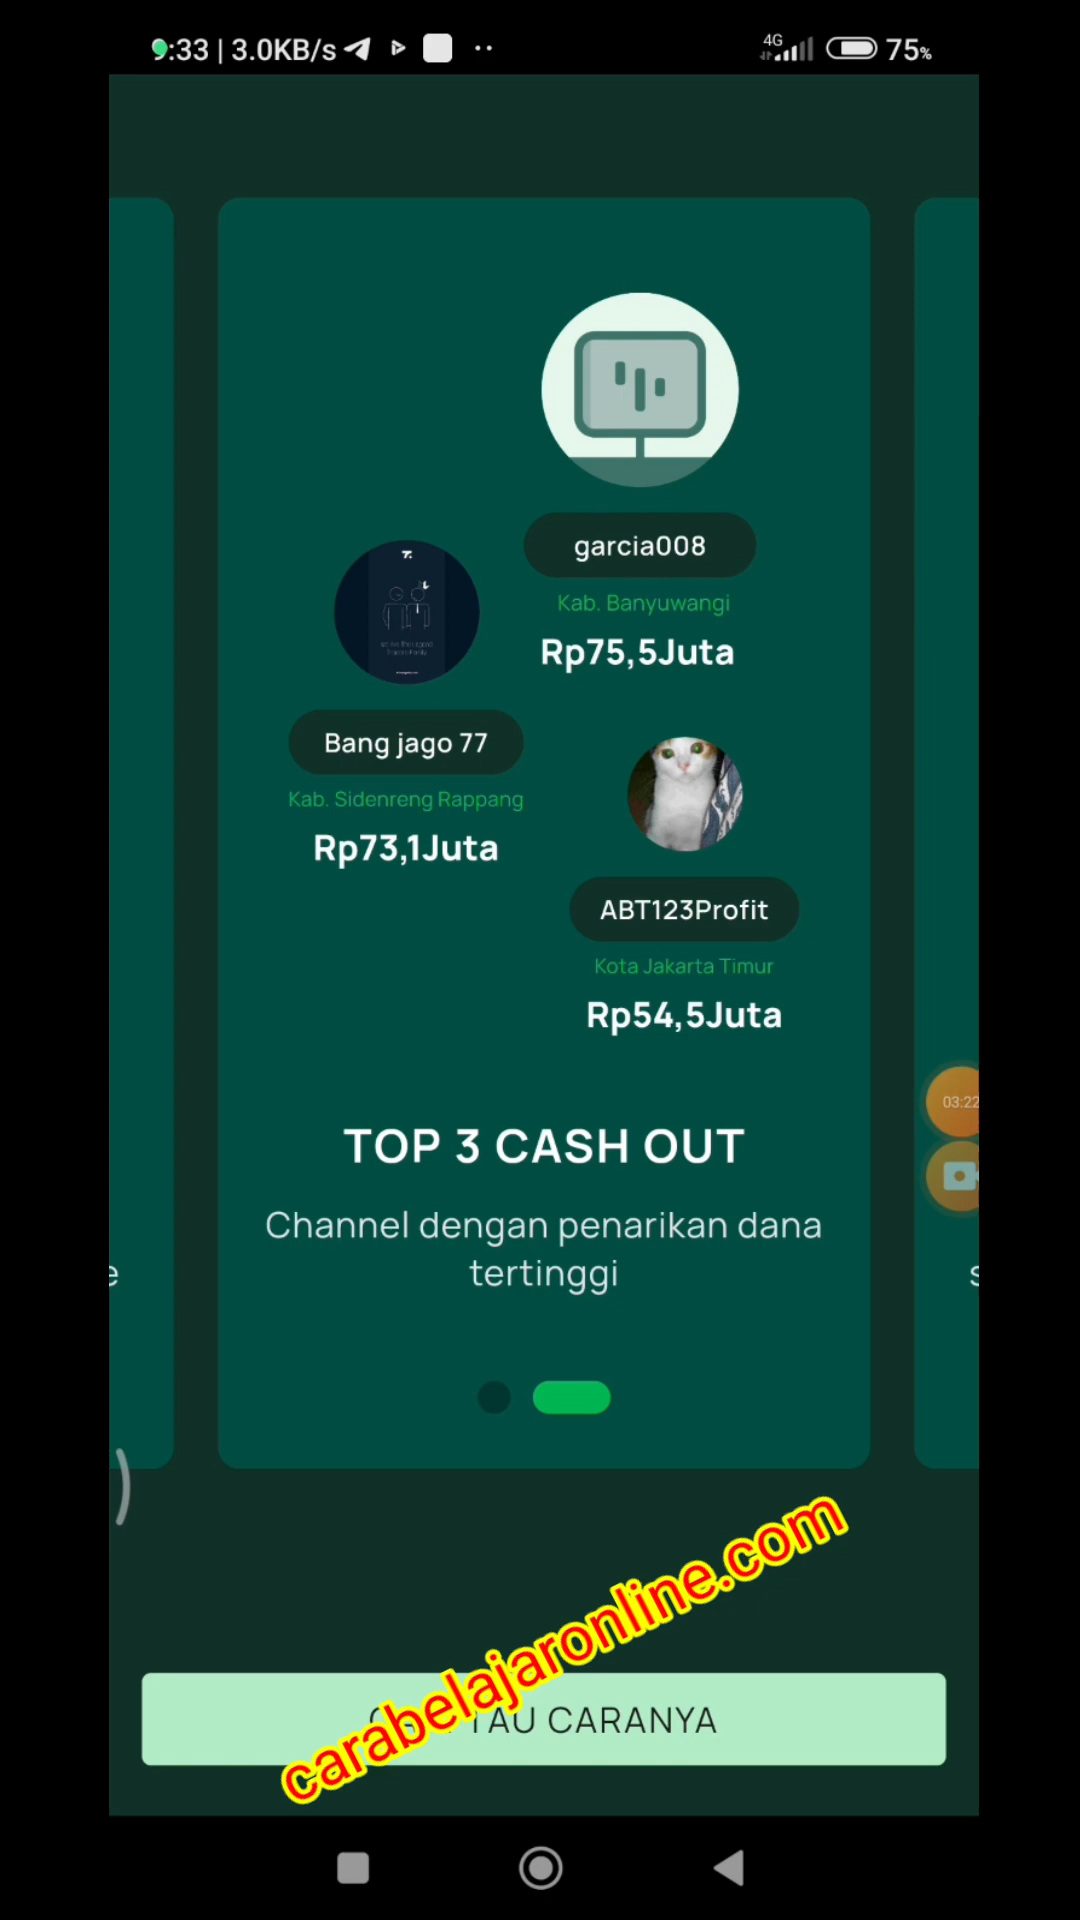 9:33 | 3.0KB/s
4G
75%
garcia008
Kab. Banyuwangi
Rp75,5Juta
Bang jago 77
Kab. Sidenreng Rappang
Rp73,1Juta
ABT123Profit
Kota Jakarta Timur
Rp54,5Juta
03:22
TOP 3 CASH OUT
Channel dengan penarikan dana
tertinggi
e
s
carabelajaronline.com
TAU CARANYA